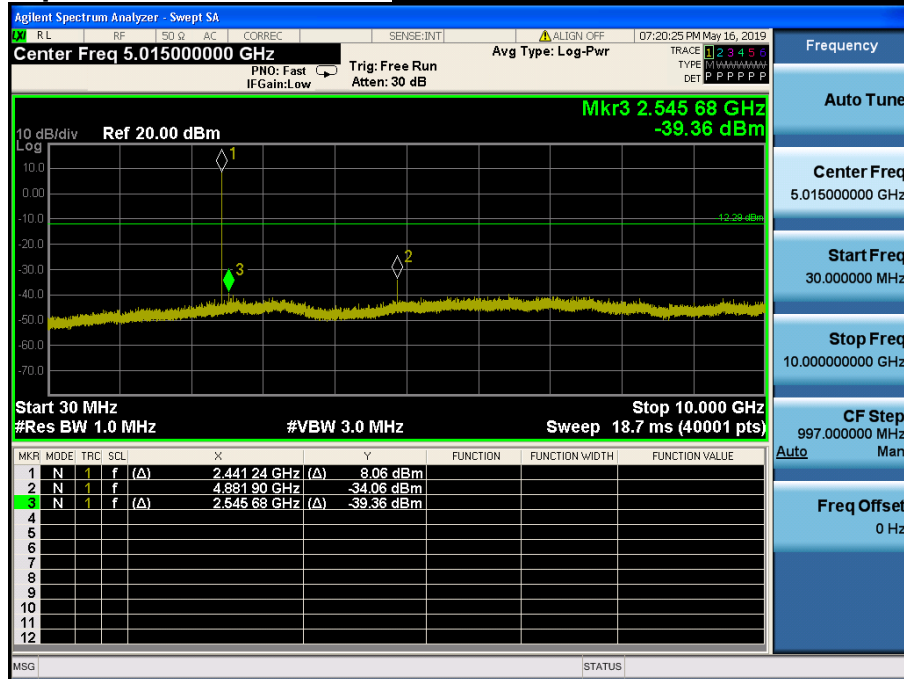 Agilent Spectrum Analyzer - Swept SA
LXI RL RF 50 Ω AC CORREC SENSE:INT ALIGN OFF 07:20:25 PM May 16, 2019
Center Freq 5.015000000 GHz Avg Type: Log-Pwr TRACE 1 2 3 4 5 6
PNO: Fast Trig: Free Run TYPE M W W W W W
IFGain:Low Atten: 30 dB DET P P P P P P
Mkr3 2.545 68 GHz
-39.36 dBm
10 dB/div Ref 20.00 dBm
Log
1
10.0
0.00
-10.0
-12.29 dBm
-20.0
2
-30.0
3
-40.0
-50.0
-60.0
-70.0
Start 30 MHz Stop 10.000 GHz
#Res BW 1.0 MHz #VBW 3.0 MHz Sweep 18.7 ms (40001 pts)
MKR MODE TRC SCL X Y FUNCTION FUNCTION WIDTH FUNCTION VALUE
1 N 1 f (Δ) 2.441 24 GHz (Δ) 8.06 dBm
2 N 1 f 4.881 90 GHz -34.06 dBm
3 N 1 f (Δ) 2.545 68 GHz (Δ) -39.36 dBm
4
5
6
7
8
9
10
11
12
MSG STATUS
Frequency
Auto Tune
Center Freq
5.015000000 GHz
Start Freq
30.000000 MHz
Stop Freq
10.000000000 GHz
CF Step
997.000000 MHz
Auto Man
Freq Offset
0 Hz